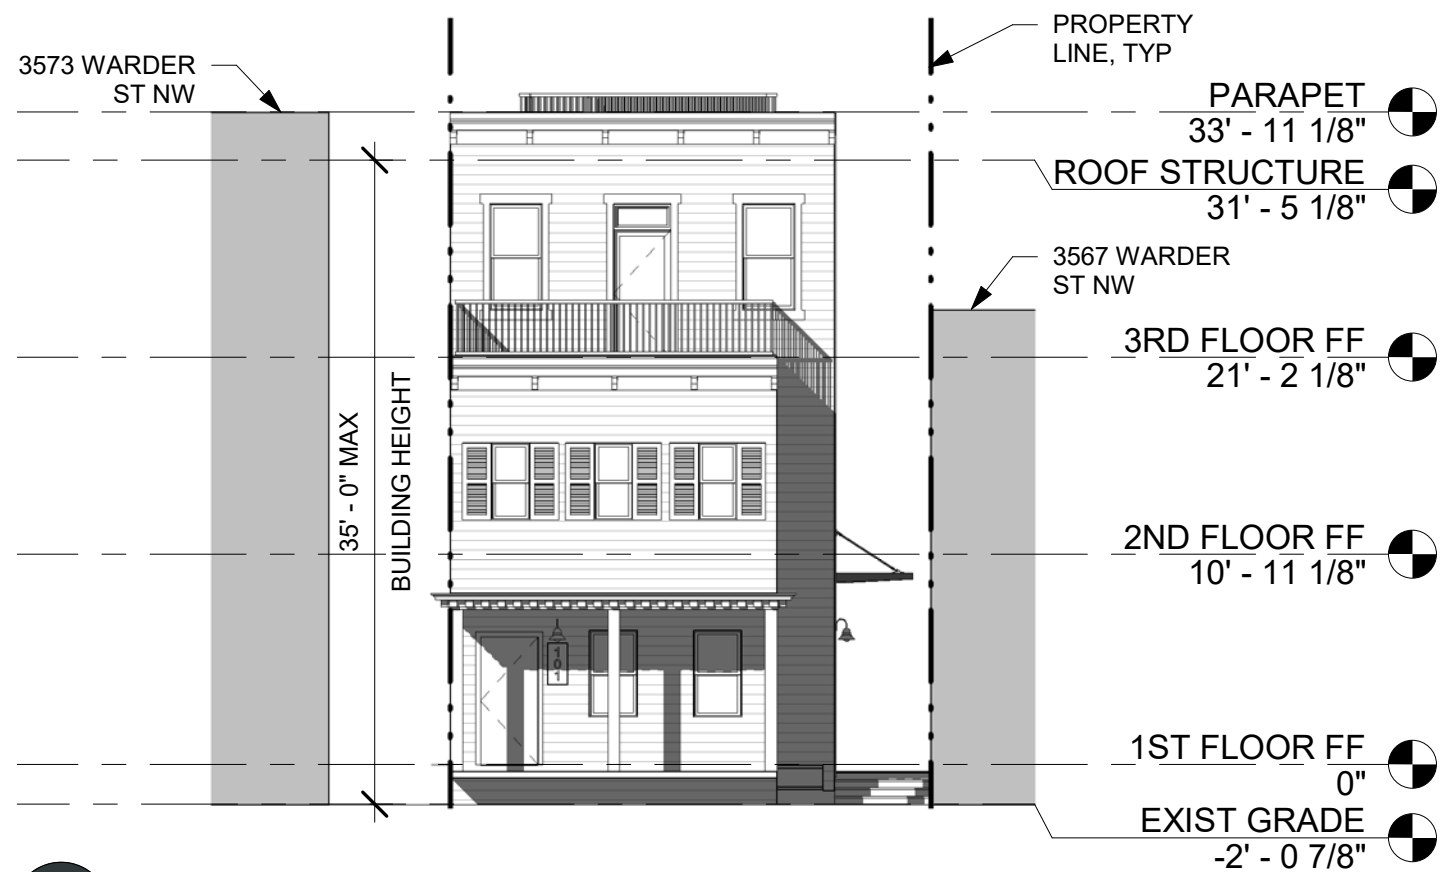 PROPERTY
LINE, TYP
3573 WARDER
ST NW
PARAPET
33' - 11 1/8"
ROOF STRUCTURE
31' - 5 1/8"
3567 WARDER
ST NW
3RD FLOOR FF
21' - 2 1/8"
35' - 0" MAX
BUILDING HEIGHT
2ND FLOOR FF
10' - 11 1/8"
101
1ST FLOOR FF
0"
EXIST GRADE
-2' - 0 7/8"